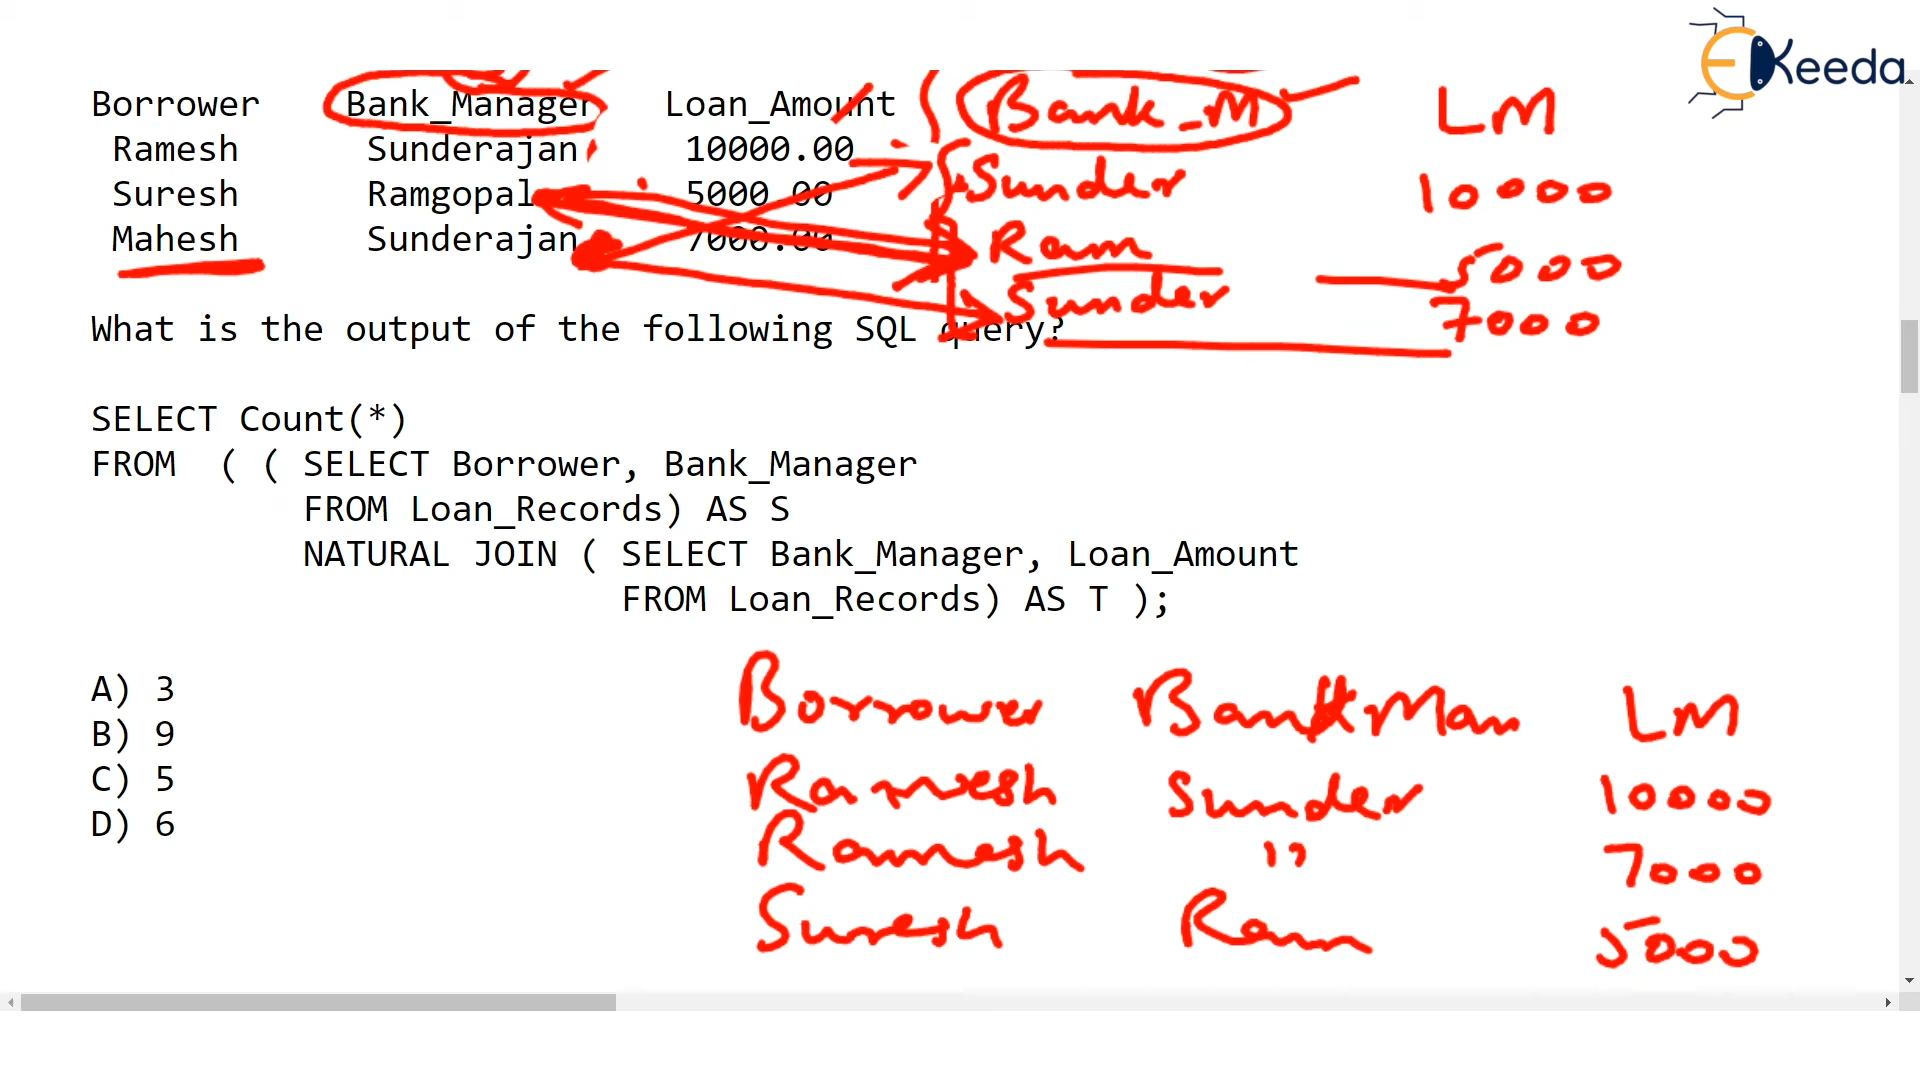 EKeeda
Borrower Bank_Manager Loan_Amount Bank_M LM
Ramesh Sunderajan 10000.00 Sunder 10000
Suresh Ramgopal 5000.00 Ram 5000
Mahesh Sunderajan 7000.00 Sunder 7000
What is the output of the following SQL query?
SELECT Count(*)
FROM ( ( SELECT Borrower, Bank_Manager
FROM Loan_Records) AS S
NATURAL JOIN ( SELECT Bank_Manager, Loan_Amount
FROM Loan_Records) AS T );
A) 3
B) 9
C) 5
D) 6
Borrower BankMan LM
Ramesh Sunder 10000
Ramesh " 7000
Suresh Ram 5000